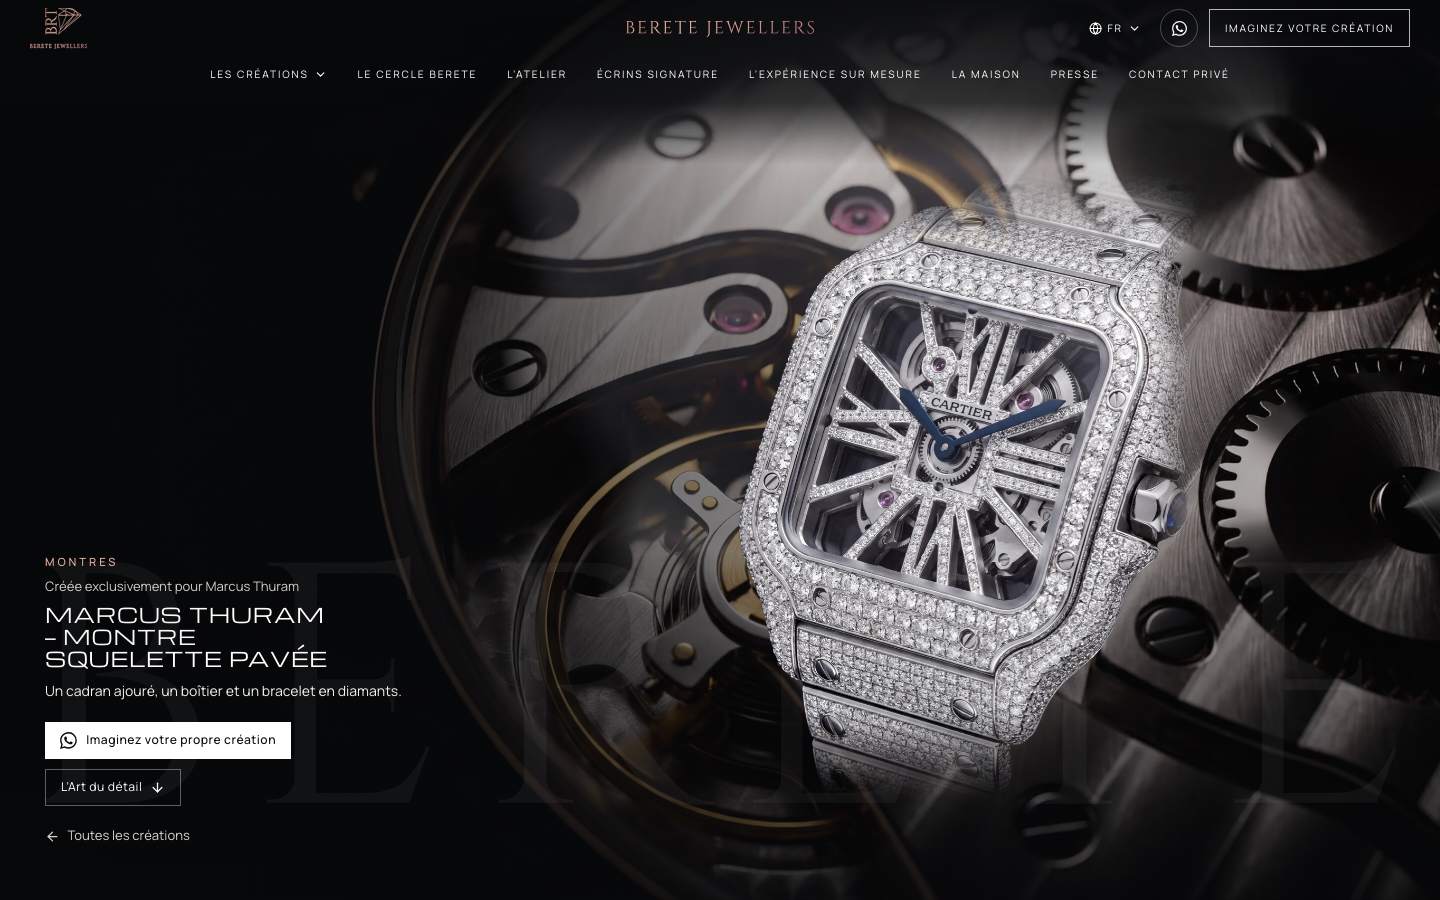 BRT
BERETE JEWELLERS
BERETE JEWELLERS
FR
IMAGINEZ VOTRE CRÉATION
LES CRÉATIONS
LE CERCLE BERETE
L'ATELIER
ÉCRINS SIGNATURE
L'EXPÉRIENCE SUR MESURE
LA MAISON
PRESSE
CONTACT PRIVÉ
CARTIER
MONTRES
Créée exclusivement pour Marcus Thuram
MARCUS THURAM
– MONTRE
SQUELETTE PAVÉE
Un cadran ajouré, un boîtier et un bracelet en diamants.
Imaginez votre propre création
L'Art du détail
Toutes les créations
BERETE